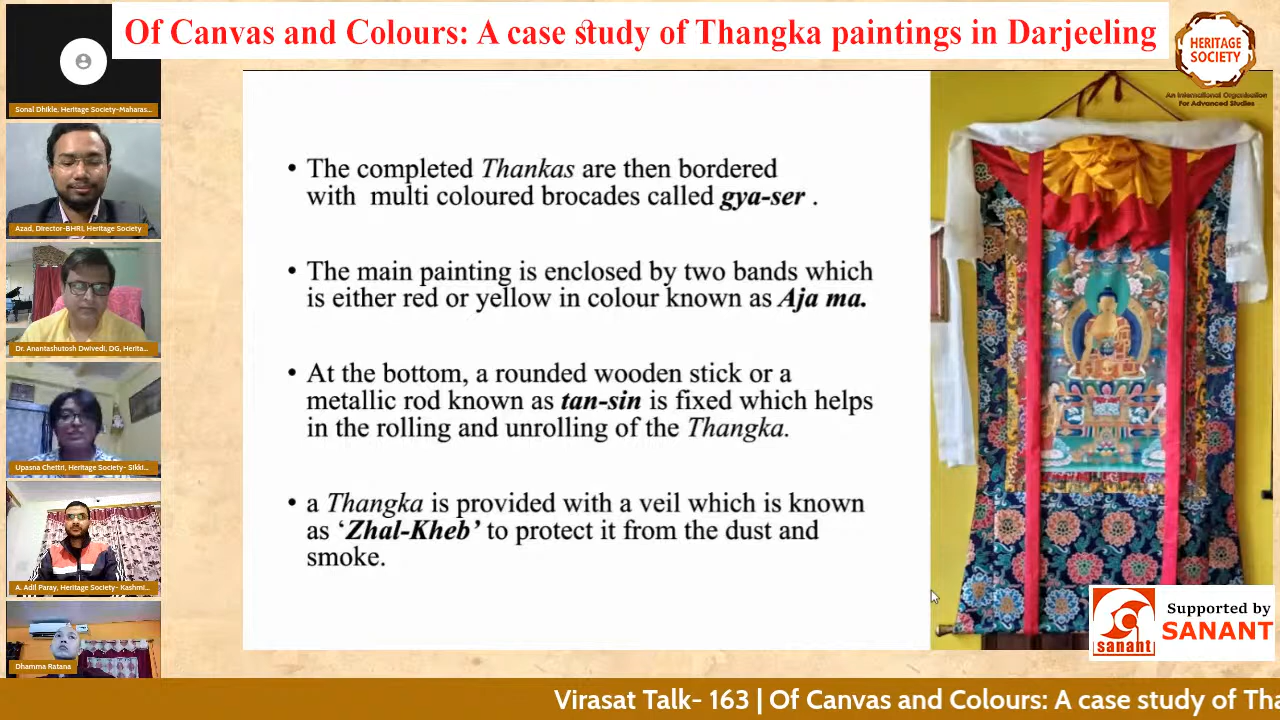 Of Canvas and Colours: A case study of Thangka paintings in Darjeeling
HERITAGE
SOCIETY
An International Organisation
For Advanced Studies
Sonal Dhikle, Heritage Society-Maharas...
Azad, Director-BHRI, Heritage Society
Dr. Anantashutosh Dwivedi, DG, Herita...
Upasna Chettri, Heritage Society- Sikki...
A. Adil Paray, Heritage Society- Kashmi...
Dhamma Ratana
• The completed Thankas are then bordered
with multi coloured brocades called gya-ser .
• The main painting is enclosed by two bands which
is either red or yellow in colour known as Aja ma.
• At the bottom, a rounded wooden stick or a
metallic rod known as tan-sin is fixed which helps
in the rolling and unrolling of the Thangka.
• a Thangka is provided with a veil which is known
as ‘Zhal-Kheb’ to protect it from the dust and
smoke.
sanant
Supported by
SANANT
Virasat Talk- 163 | Of Canvas and Colours: A case study of Tha